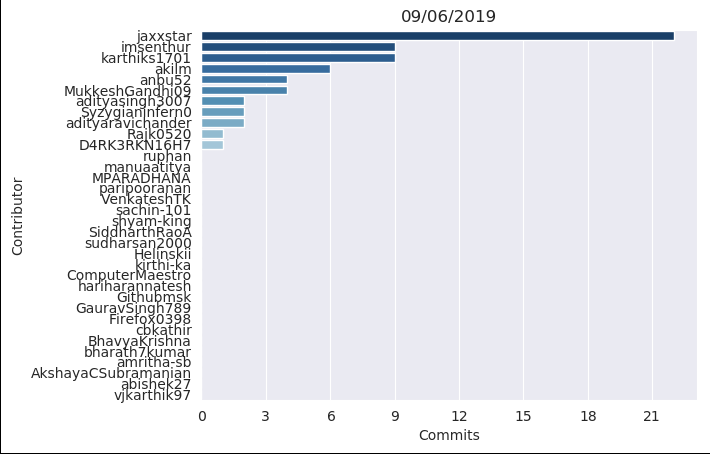 09/06/2019
jaxxstar
imsenthur
karthiks1701
akilm
anbu52
MukkeshGandhi09
adityasingh3007
SyzygianInfern0
adityaravichander
Rajk0520
D4RK3RKN16H7
ruphan
manuaatitya
MPARADHANA
paripooranan
VenkateshTK
sachin-101
shyam-king
SiddharthRaoA
sudharsan2000
Helinskii
kirthi-ka
ComputerMaestro
hariharannatesh
Githubmsk
GauravSingh789
Firefox0398
cbkathir
BhavyaKrishna
bharath7kumar
amritha-sb
AkshayaCSubramanian
abishek27
vjkarthik97
Contributor
0 3 6 9 12 15 18 21
Commits